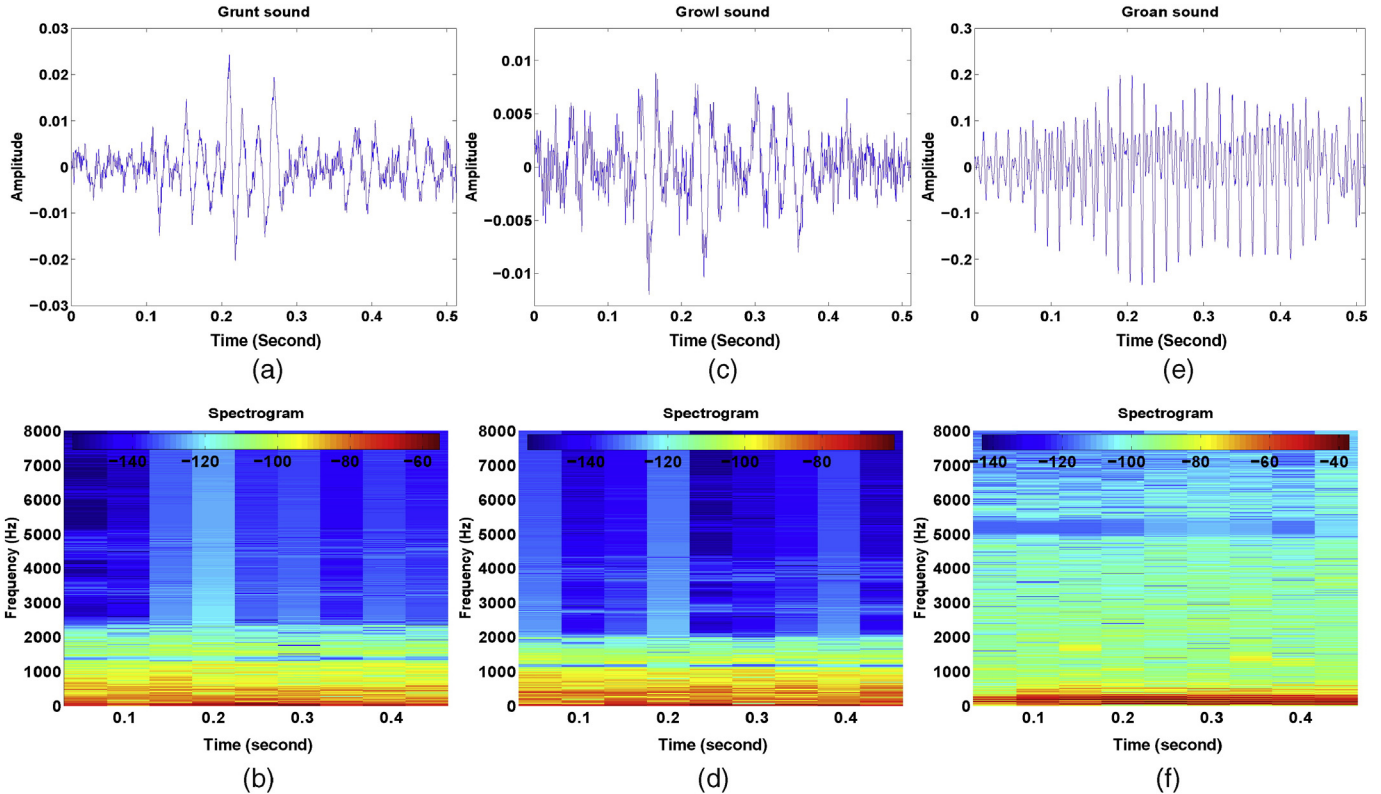 Grunt sound
0.03
0.02
0.01
0
−0.01
−0.02
−0.03
Amplitude
0 0.1 0.2 0.3 0.4 0.5
Time (Second)
(a)
Growl sound
0.01
0.005
0
−0.005
−0.01
Amplitude
0 0.1 0.2 0.3 0.4 0.5
Time (Second)
(c)
Groan sound
0.3
0.2
0.1
0
−0.1
−0.2
Amplitude
0 0.1 0.2 0.3 0.4 0.5
Time (Second)
(e)
Spectrogram
−140 −120 −100 −80 −60
8000
7000
6000
5000
4000
3000
2000
1000
0
Frequency (Hz)
0.1 0.2 0.3 0.4
Time (second)
(b)
Spectrogram
−140 −120 −100 −80
8000
7000
6000
5000
4000
3000
2000
1000
0
Frequency (Hz)
0.1 0.2 0.3 0.4
Time (second)
(d)
Spectrogram
−140 −120 −100 −80 −60 −40
8000
7000
6000
5000
4000
3000
2000
1000
0
Frequency (Hz)
0.1 0.2 0.3 0.4
Time (second)
(f)